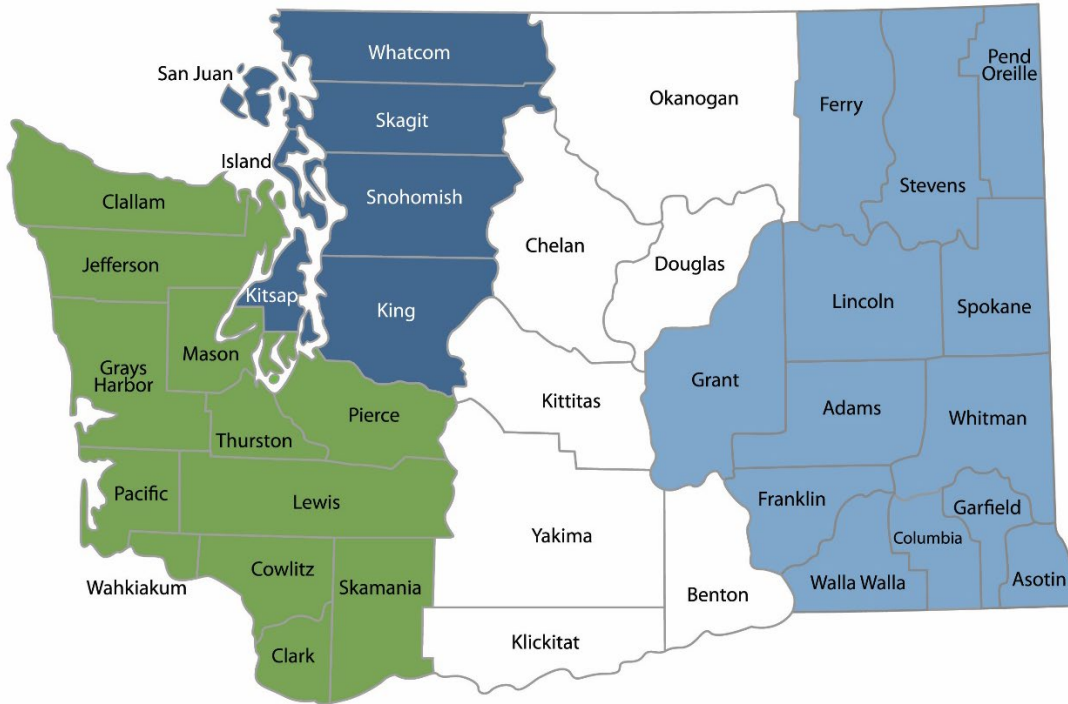 Whatcom
San Juan
Pend
Oreille
Okanogan
Ferry
Skagit
Island
Stevens
Clallam
Snohomish
Chelan
Douglas
Jefferson
Kitsap
King
Lincoln
Spokane
Mason
Grays
Harbor
Grant
Kittitas
Adams
Whitman
Pierce
Thurston
Pacific
Lewis
Franklin
Garfield
Yakima
Columbia
Wahkiakum
Cowlitz
Skamania
Walla Walla
Asotin
Benton
Klickitat
Clark